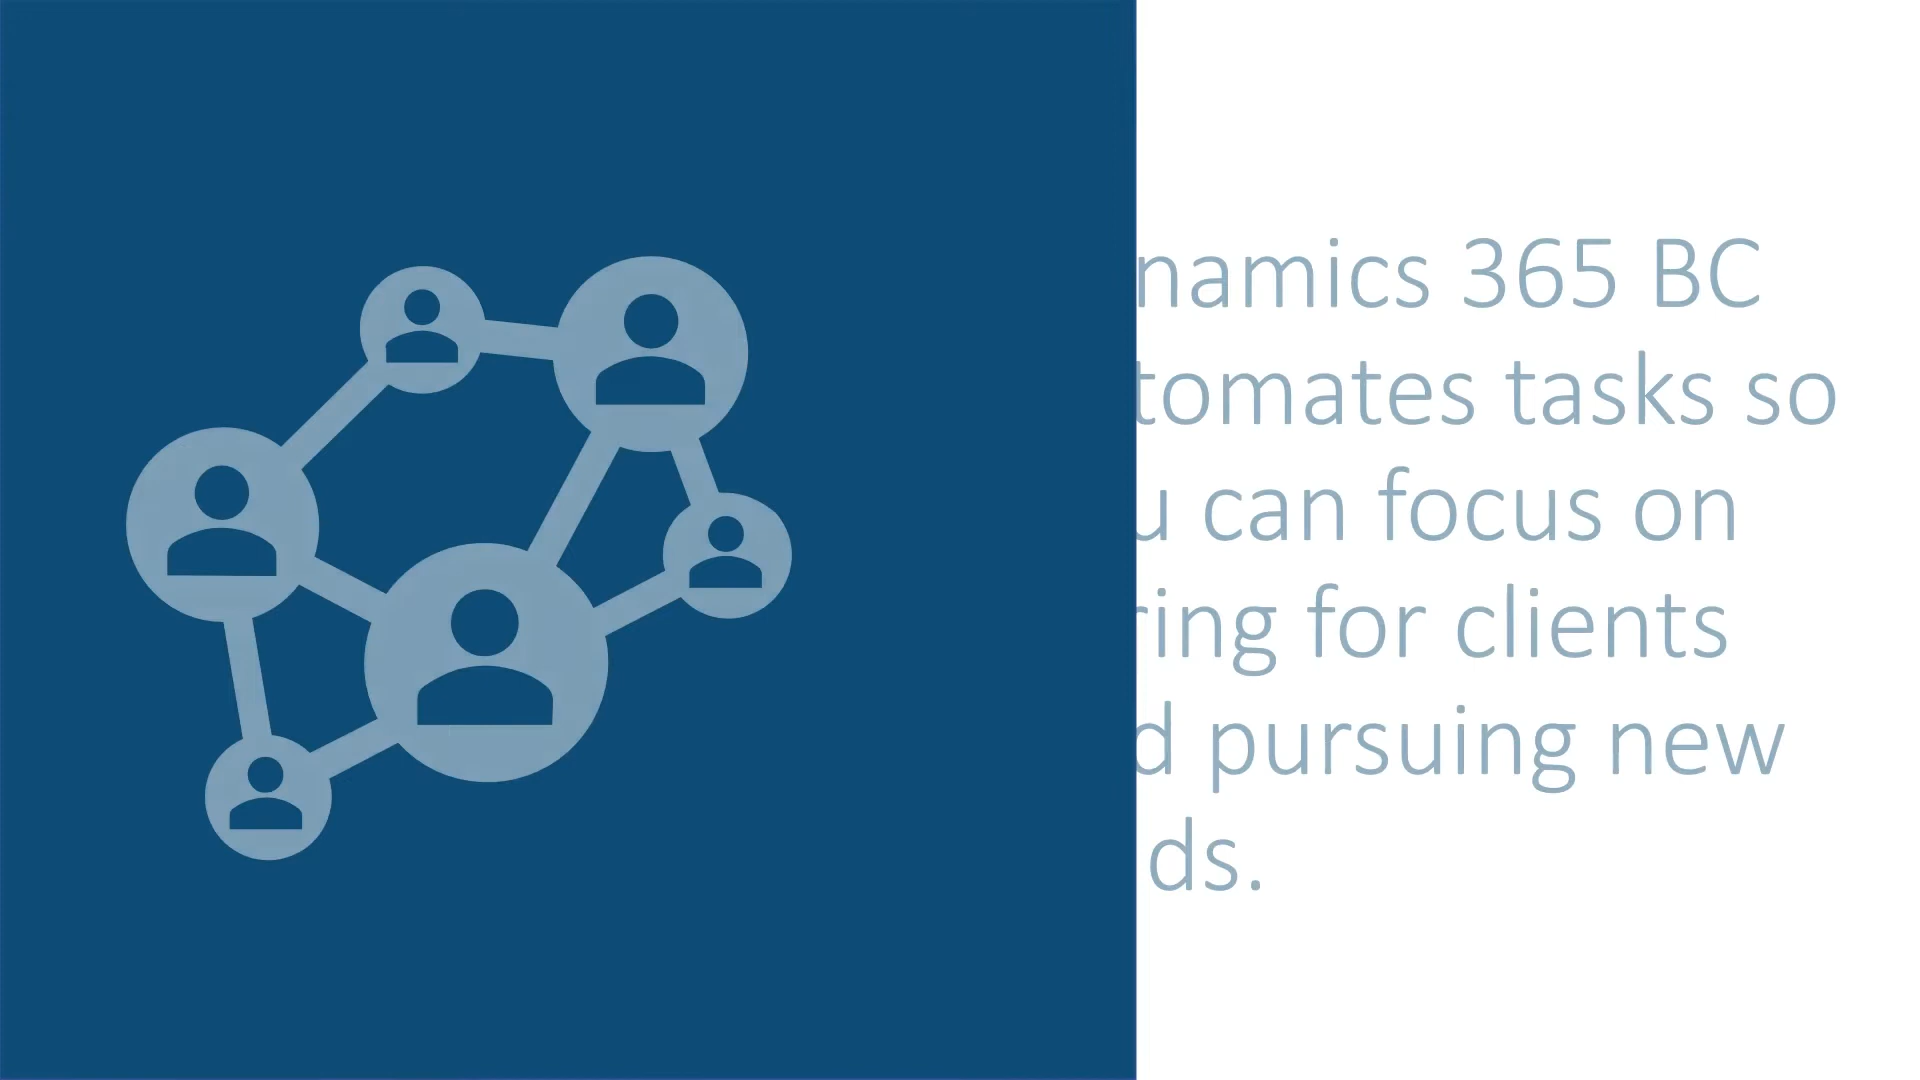 namics 365 BC
tomates tasks so
u can focus on
ring for clients
d pursuing new
ds.